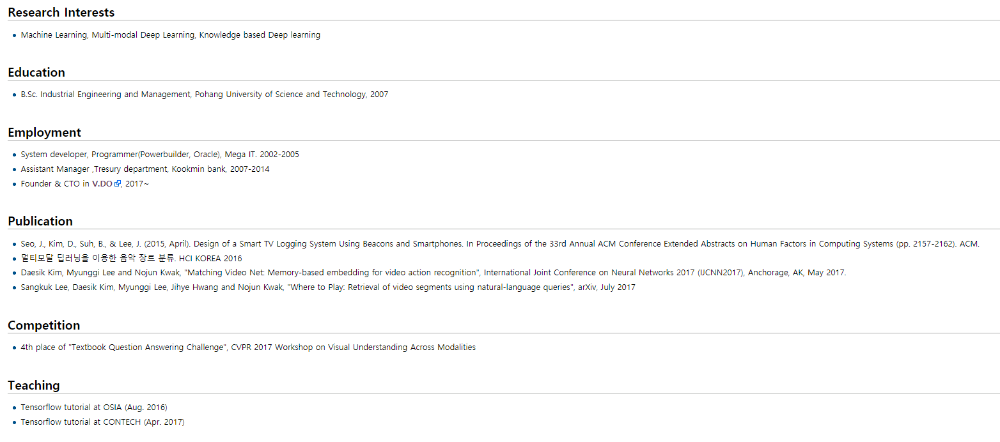 Research Interests
Machine Learning, Multi-modal Deep Learning, Knowledge based Deep learning
Education
B.Sc. Industrial Engineering and Management, Pohang University of Science and Technology, 2007
Employment
System developer, Programmer(Powerbuilder, Oracle), Mega IT. 2002-2005
Assistant Manager ,Tresury department, Kookmin bank, 2007-2014
Founder & CTO in V.DO, 2017~
Publication
Seo, J., Kim, D., Suh, B., & Lee, J. (2015, April). Design of a Smart TV Logging System Using Beacons and Smartphones. In Proceedings of the 33rd Annual ACM Conference Extended Abstracts on Human Factors in Computing Systems (pp. 2157-2162). ACM.
멀티모달 딥러닝을 이용한 음악 장르 분류. HCI KOREA 2016
Daesik Kim, Myunggi Lee and Nojun Kwak, "Matching Video Net: Memory-based embedding for video action recognition", International Joint Conference on Neural Networks 2017 (IJCNN2017), Anchorage, AK, May 2017.
Sangkuk Lee, Daesik Kim, Myunggi Lee, Jihye Hwang and Nojun Kwak, "Where to Play: Retrieval of video segments using natural-language queries", arXiv, July 2017
Competition
4th place of "Textbook Question Answering Challenge", CVPR 2017 Workshop on Visual Understanding Across Modalities
Teaching
Tensorflow tutorial at OSIA (Aug. 2016)
Tensorflow tutorial at CONTECH (Apr. 2017)